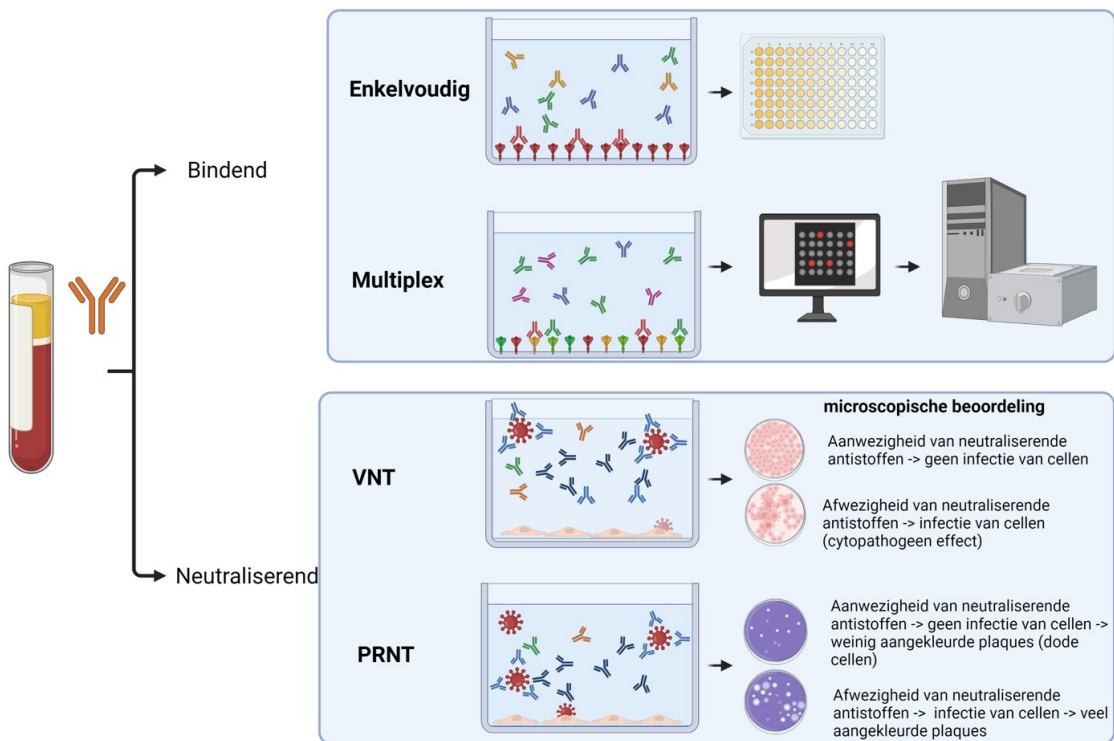 Enkelvoudig
Bindend
Multiplex
microscopische beoordeling
Aanwezigheid van neutraliserende
antistoffen -> geen infectie van cellen
VNT
Afwezigheid van neutraliserende
antistoffen -> infectie van cellen
(cytopathogeen effect)
Neutraliserend
Aanwezigheid van neutraliserende
antistoffen -> geen infectie van cellen ->
weinig aangekleurde plaques (dode
cellen)
PRNT
Afwezigheid van neutraliserende
antistoffen -> infectie van cellen -> veel
aangekleurde plaques